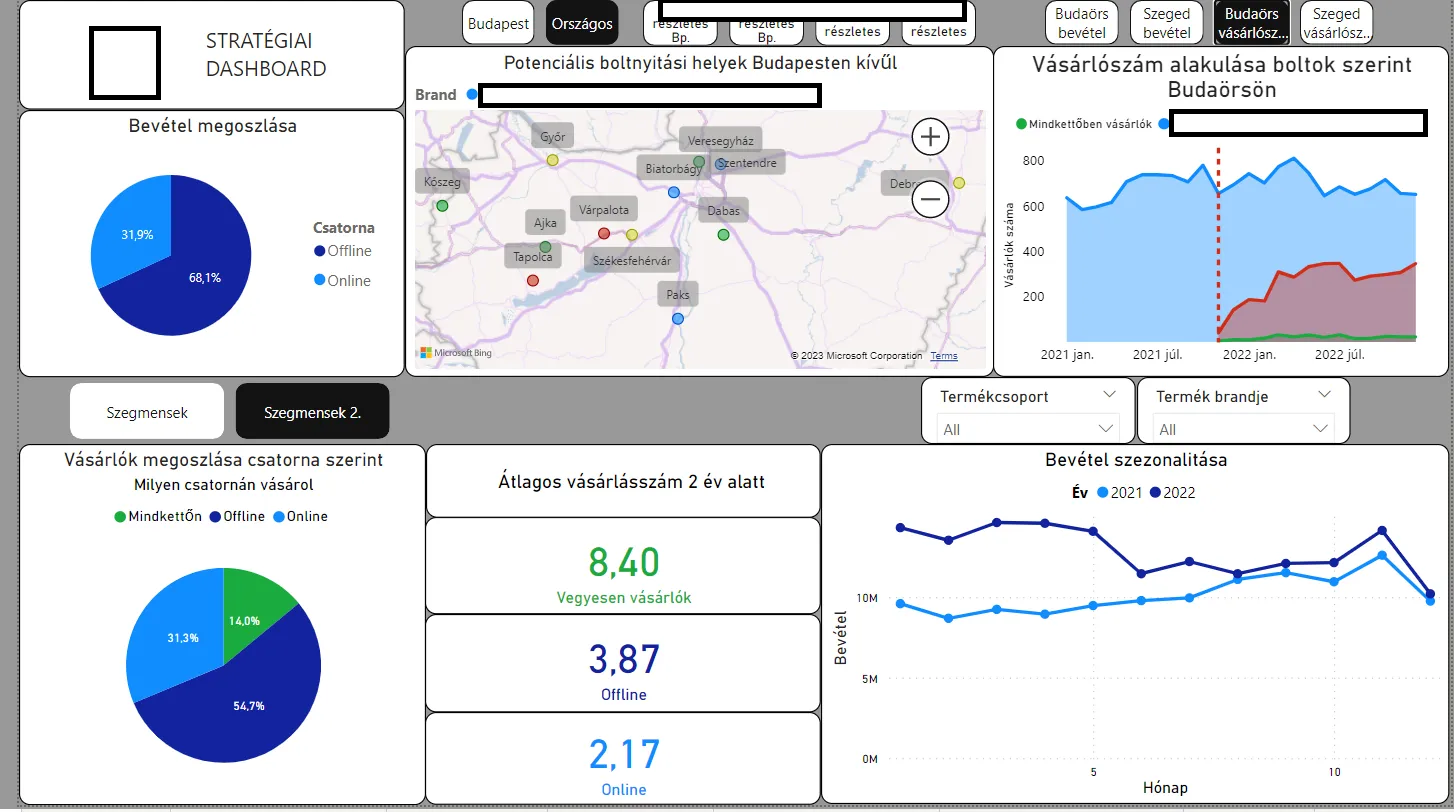 STRATÉGIAI
DASHBOARD
Budapest
Országos
részletes
Bp.
részletes
Bp.
részletes
részletes
Budaörs
bevétel
Szeged
bevétel
Budaörs
vásárlósz...
Szeged
vásárlósz...
Bevétel megoszlása
31,9%
68,1%
Csatorna
Offline
Online
Potenciális boltnyitási helyek Budapesten kívűl
Brand
Győr
Veresegyház
Kőszeg
Biatorbágy
Szentendre
Debr
Várpalota
Dabas
Ajka
Tapolca
Székesfehérvár
Paks
Microsoft Bing
© 2023 Microsoft Corporation Terms
Vásárlószám alakulása boltok szerint
Budaörsön
Mindkettőben vásárlók
Vásárlók száma
800
600
400
200
2021 jan.
2021 júl.
2022 jan.
2022 júl.
Szegmensek
Szegmensek 2.
Termékcsoport
All
Termék brandje
All
Vásárlók megoszlása csatorna szerint
Milyen csatornán vásárol
Mindkettőn Offline Online
14,0%
31,3%
54,7%
Átlagos vásárlásszám 2 év alatt
8,40
Vegyesen vásárlók
3,87
Offline
2,17
Online
Bevétel szezonalitása
Év 2021 2022
Bevétel
10M
5M
0M
5
10
Hónap